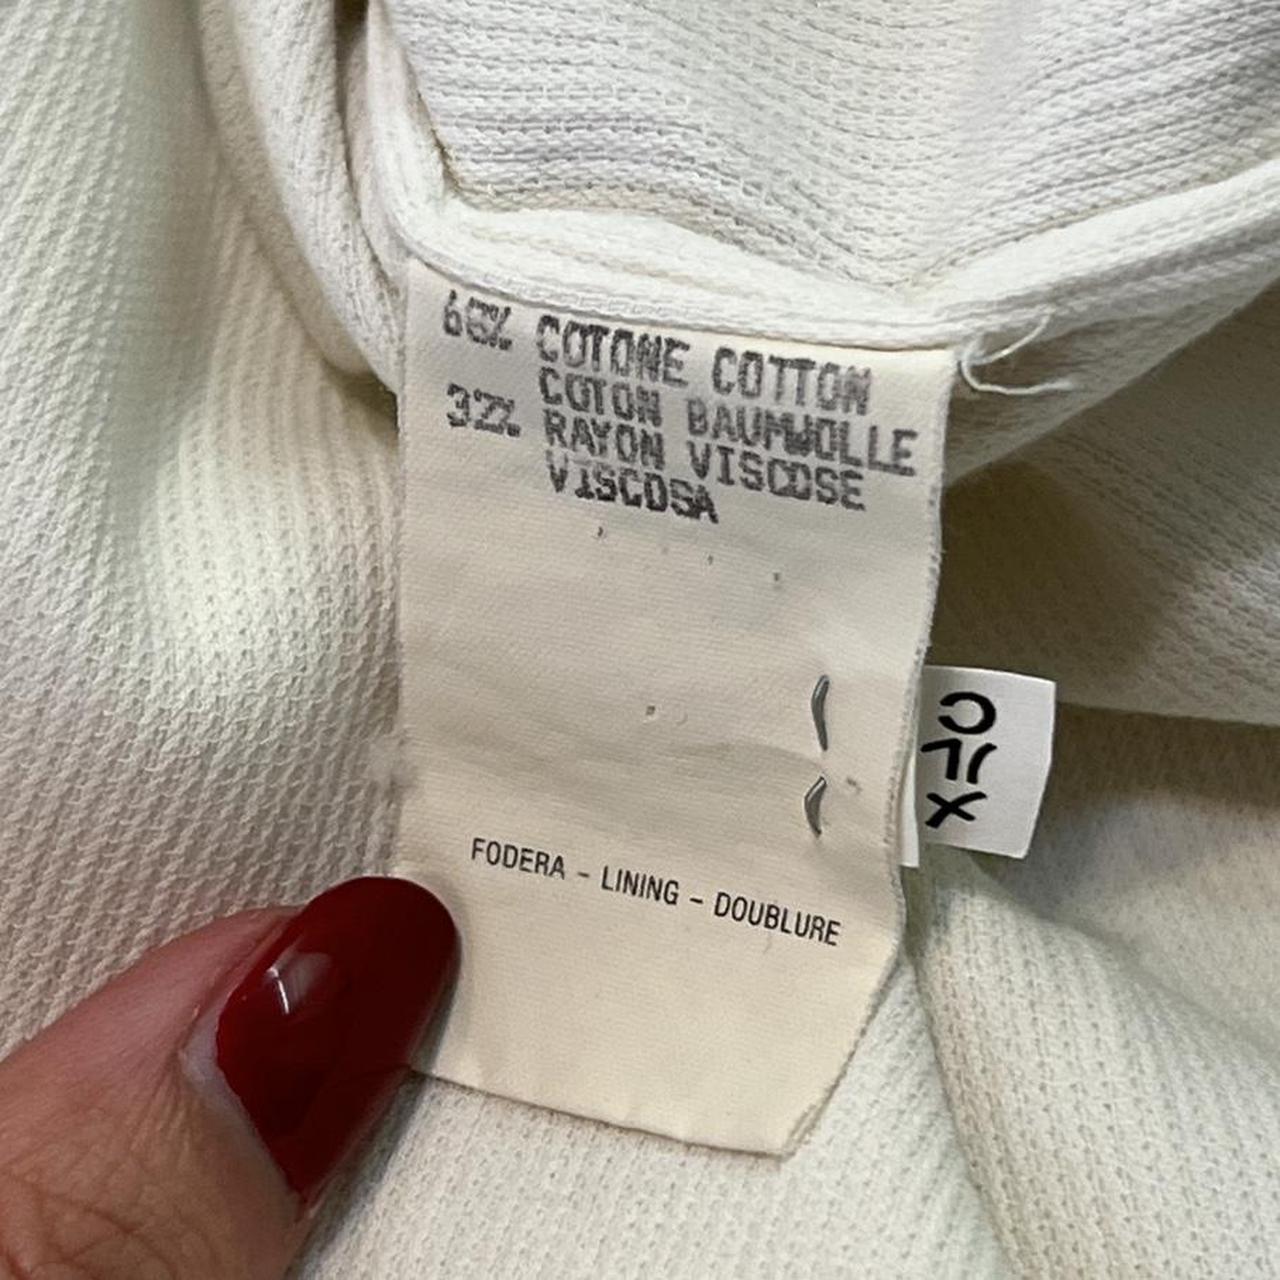 68% COTONE COTTON
COTON BAUMWOLLE
32% RAYON VISCOSE
VISCOSA
FODERA - LINING - DOUBLURE